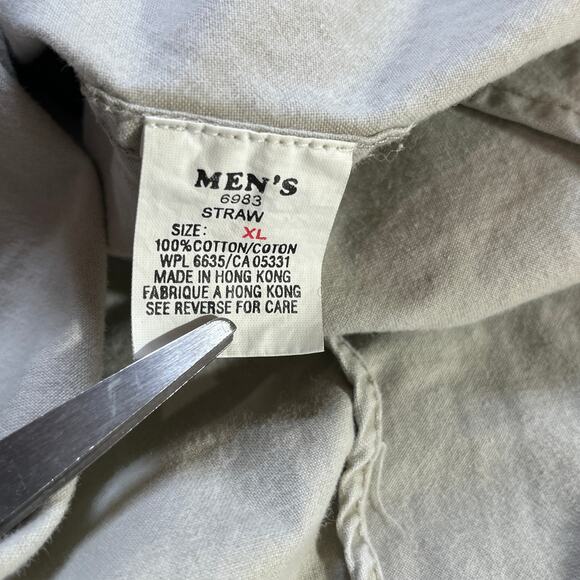 MEN'S
6983
STRAW
SIZE: XL
100%COTTON/COTON
WPL 6635/CA 05331
MADE IN HONG KONG
FABRIQUE A HONG KONG
SEE REVERSE FOR CARE